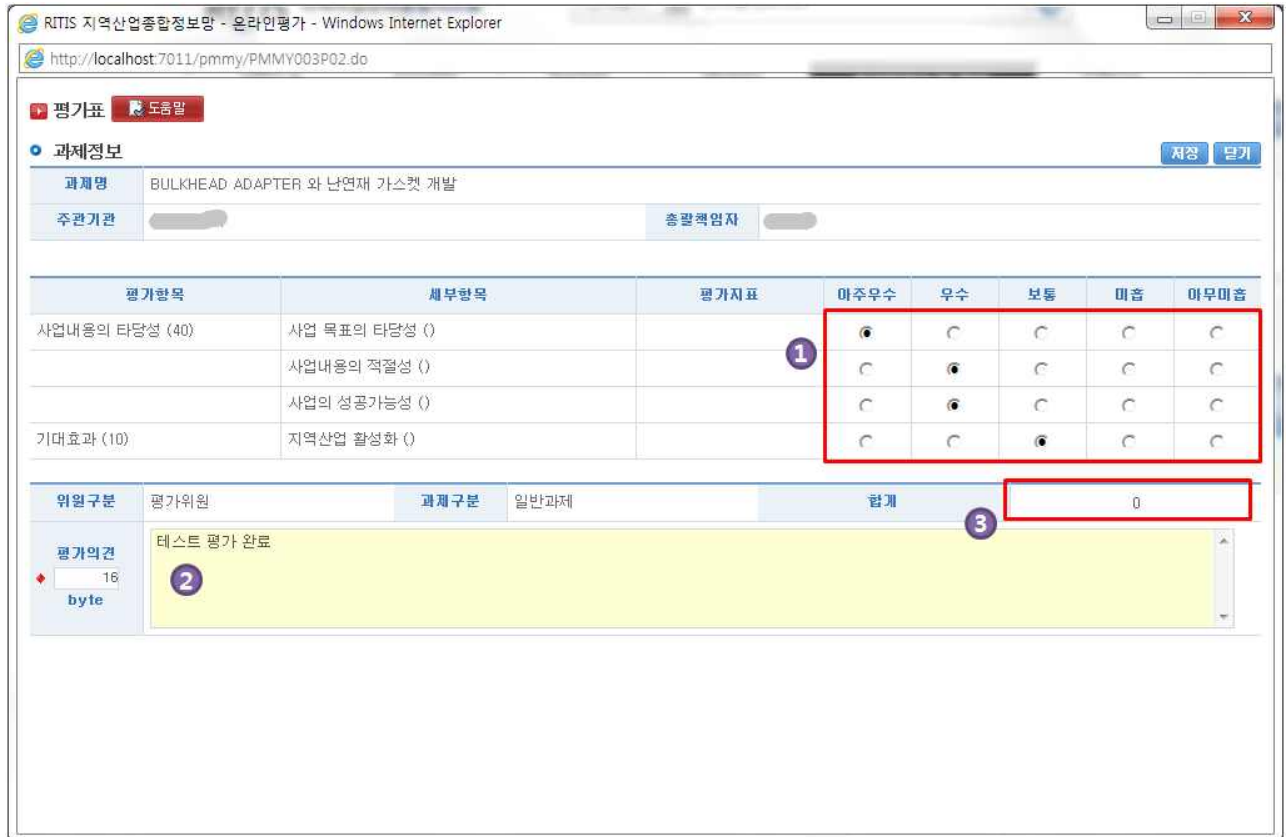 RITIS 지역산업종합정보망 - 온라인평가 - Windows Internet Explorer
http://localhost:7011/pmmy/PMMY003P02.do
평가표 도움말
과제정보 저장 닫기
과제명 BULKHEAD ADAPTER 와 난연재 가스켓 개발
주관기관 총괄책임자
평가항목 세부항목 평가지표 아주우수 우수 보통 미흡 아무미흡
사업내용의 타당성 (40) 사업 목표의 타당성 ()
1
사업내용의 적절성 ()
사업의 성공가능성 ()
기대효과 (10) 지역산업 활성화 ()
위원구분 평가위원 과제구분 일반과제 합계 0
3
평가의견 테스트 평가 완료
16 2
byte